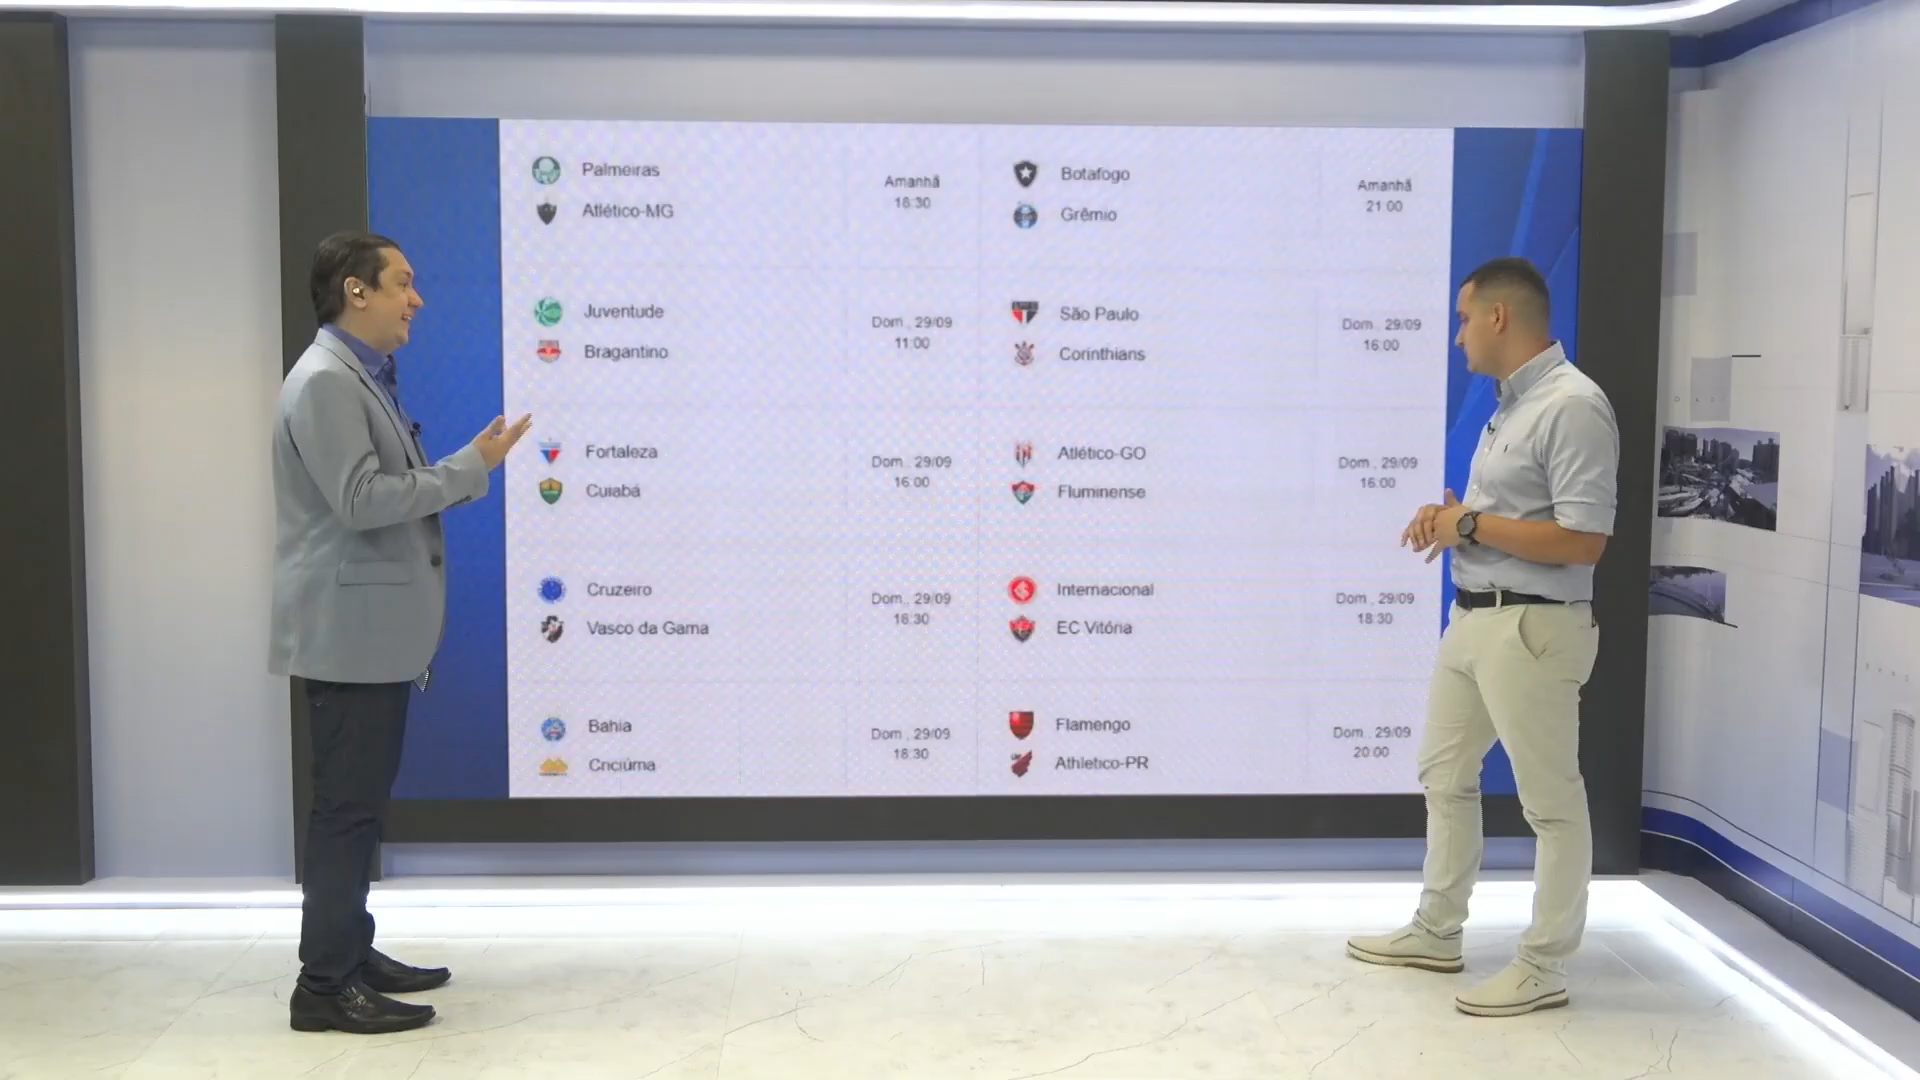 Palmeiras
Atlético-MG
Amanhã
18:30
Botafogo
Grêmio
Amanhã
21:00
Juventude
Bragantino
Dom., 29/09
11:00
São Paulo
Corinthians
Dom., 29/09
16:00
Fortaleza
Cuiabá
Dom., 29/09
16:00
Atlético-GO
Fluminense
Dom., 29/09
16:00
Cruzeiro
Vasco da Gama
Dom., 29/09
18:30
Internacional
EC Vitória
Dom., 29/09
18:30
Bahia
Criciúma
Dom., 29/09
18:30
Flamengo
Athletico-PR
Dom., 29/09
20:00